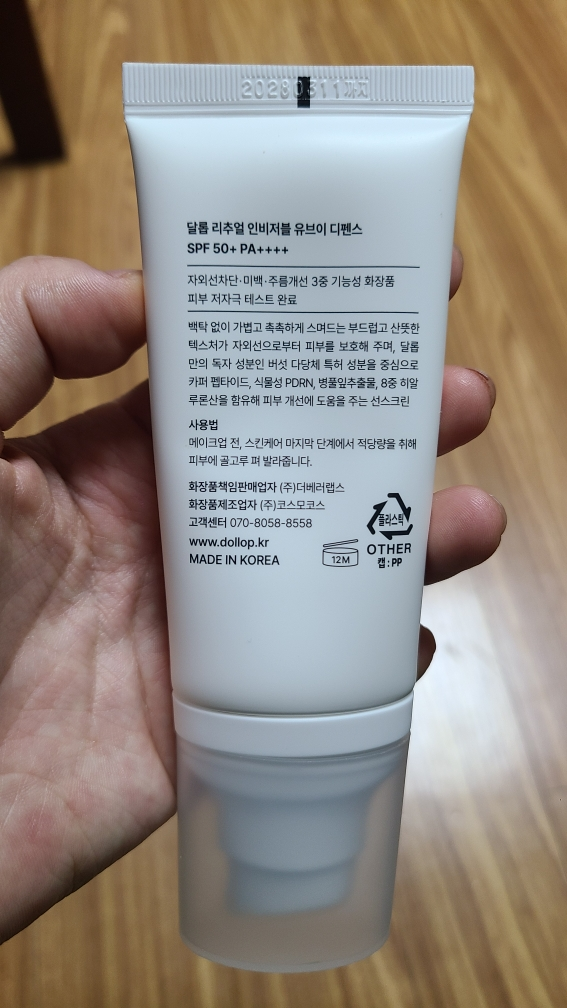 20280311까지
달롭 리추얼 인비저블 유브이 디펜스
SPF 50+ PA++++
자외선차단·미백·주름개선 3중 기능성 화장품
피부 저자극 테스트 완료
백탁 없이 가볍고 촉촉하게 스며드는 부드럽고 산뜻한
텍스처가 자외선으로부터 피부를 보호해 주며, 달롭
만의 독자 성분인 버섯 다당체 특허 성분을 중심으로
카퍼 펩타이드, 식물성 PDRN, 병풀잎추출물, 8중 히알
루론산을 함유해 피부 개선에 도움을 주는 선스크린
사용법
메이크업 전, 스킨케어 마지막 단계에서 적당량을 취해
피부에 골고루 펴 발라줍니다.
화장품책임판매업자 (주)더베러랩스
화장품제조업자 (주)코스모코스
고객센터 070-8058-8558
www.dollop.kr
MADE IN KOREA
12M
플라스틱
OTHER
캡 : PP